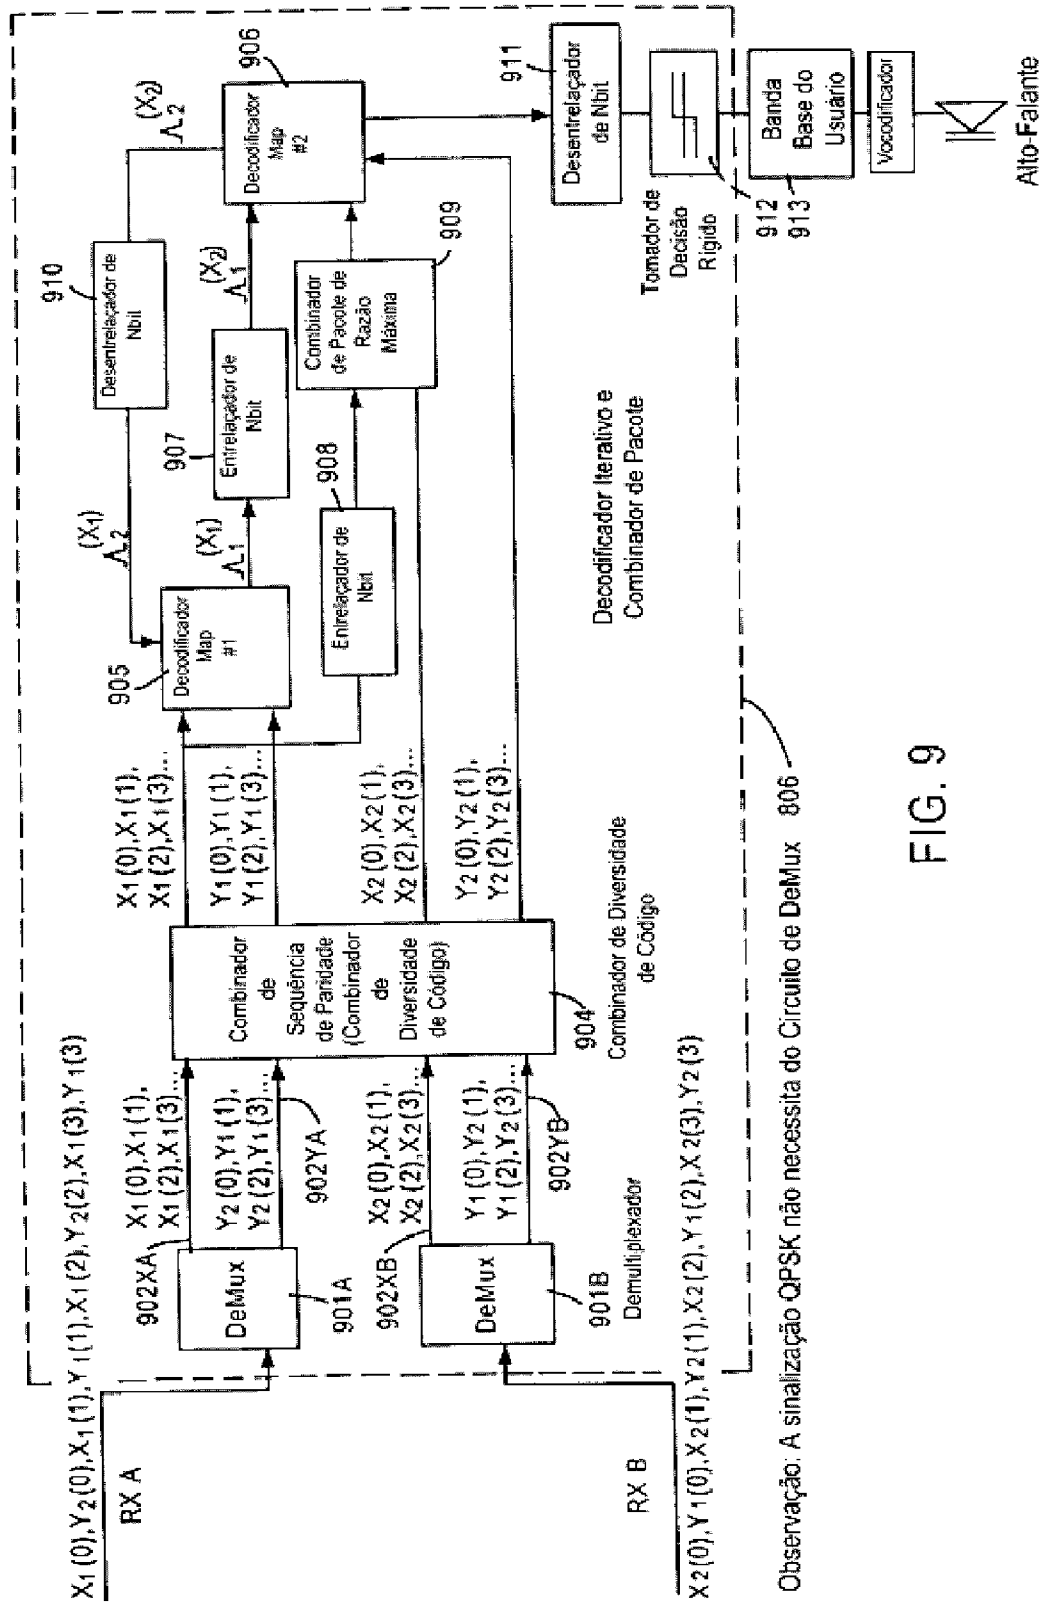 X1(0),Y2(0),X1(1),Y1(1),X1(2),Y2(2),X1(3),Y1(3)
RX A
DeMux
901A
902XA
X1(0),X1(1),
X1(2),X1(3)...
Y2(0),Y1(1),
Y2(2),Y1(3)...
902YA
RX B
X2(0),Y1(0),X2(1),Y2(1),X2(2),Y1(2),X2(3),Y2(3)
DeMux
901B
Demultiplexador
902XB
X2(0),X2(1),
X2(2),X2(3)...
Y1(0),Y2(1),
Y1(2),Y2(3)...
902YB
Combinador
de
Sequência
de Paridade
(Combinador
de
Diversidade
de Código)
904
Combinador de Diversidade
de Código
X1(0),X1(1),
X1(2),X1(3)...
Y1(0),Y1(1),
Y1(2),Y1(3)...
X2(0),X2(1),
X2(2),X2(3)...
Y2(0),Y2(1),
Y2(2),Y2(3)...
905
Decodificador
Map
#1
Λ2(X1)
Λ1(X1)
907
Entrelaçador de
Nbit
908
Entrelaçador de
Nbit
910
Desentrelaçador de
Nbit
Λ1(X2)
Combinador
de Pacote de
Razão
Máxima
909
Λ2(X2)
Decodificador
Map
#2
906
911
Desentrelaçador
de Nbit
Tomador de
Decisão
Rígido
912
913
Banda
Base do
Usuário
Vocodificador
Alto-Falante
Decodificador Iterativo e
Combinador de Pacote
Observação: A sinalização QPSK não necessita do Circuito de DeMux
806
FIG. 9